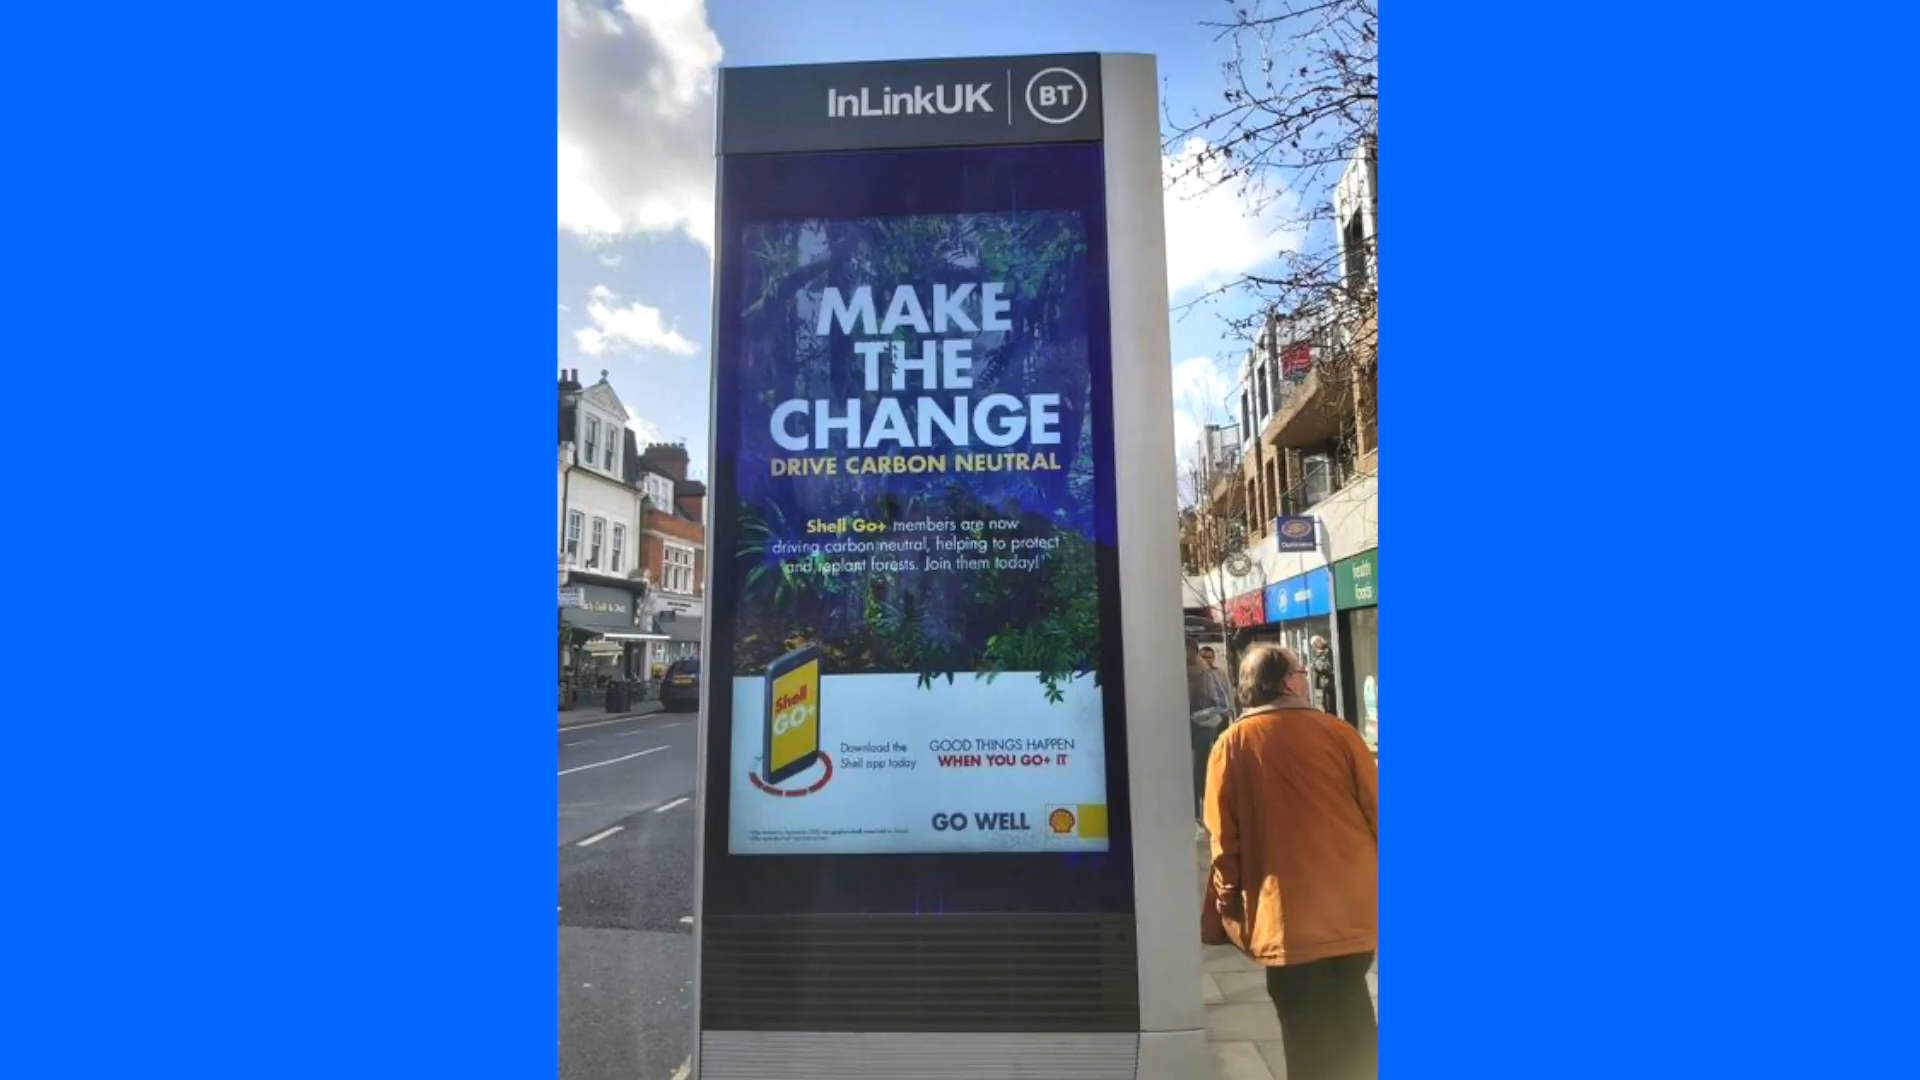 InLinkUK | BT
MAKE
THE
CHANGE
DRIVE CARBON NEUTRAL
Shell Go+ members are now
driving carbon neutral, helping to protect
and replant forests. Join them today!
Shell
GO+
Download the
Shell app today
GOOD THINGS HAPPEN
WHEN YOU GO+ IT
GO WELL
health
foods